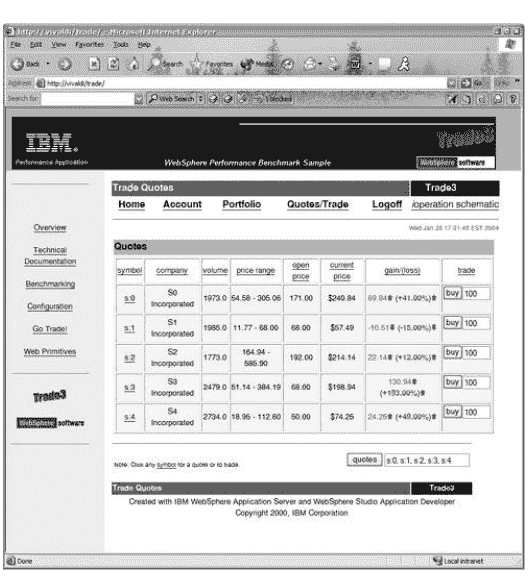 http://vivaldi/trade/ - Microsoft Internet Explorer
File Edit View Favorites Tools Help
Back Search Favorites Media
Address http://vivaldi/trade/ Go
Search for Web Search blocked
IBM.
Trade3
Performance Application WebSphere Performance Benchmark Sample WebSphere software
Trade Quotes Trade3
Home Account Portfolio Quotes/Trade Logoff /operation schematic
Wed Jan 28 EST 2004
Overview
Technical
Documentation
Benchmarking
Configuration
Go Trade!
Web Primitives
Trade3
WebSphere software
Quotes
symbol company volume price range open price current price gain/(loss) trade
s:0 S0 Incorporated 1973.0 54.58 - 305.06 171.00 $240.84 69.84 (+41.00%) buy 100
s:1 S1 Incorporated 1985.0 11.77 - 68.00 68.00 $57.49 -10.51 (-15.00%) buy 100
s:2 S2 Incorporated 1773.0 164.94 - 585.95 192.00 $214.14 22.14 (+12.00%) buy 100
s:3 S3 Incorporated 2479.0 51.14 - 384.19 68.00 $198.94 130.94 (+193.00%) buy 100
s:4 S4 Incorporated 2734.0 18.95 - 112.60 50.00 $74.25 24.25 (+49.00%) buy 100
Note: Click any symbol for a quote or to trade.
quotes s:0, s:1, s:2, s:3, s:4
Trade Quotes Trade3
Created with IBM WebSphere Application Server and WebSphere Studio Application Developer
Copyright 2000, IBM Corporation
Done Local intranet